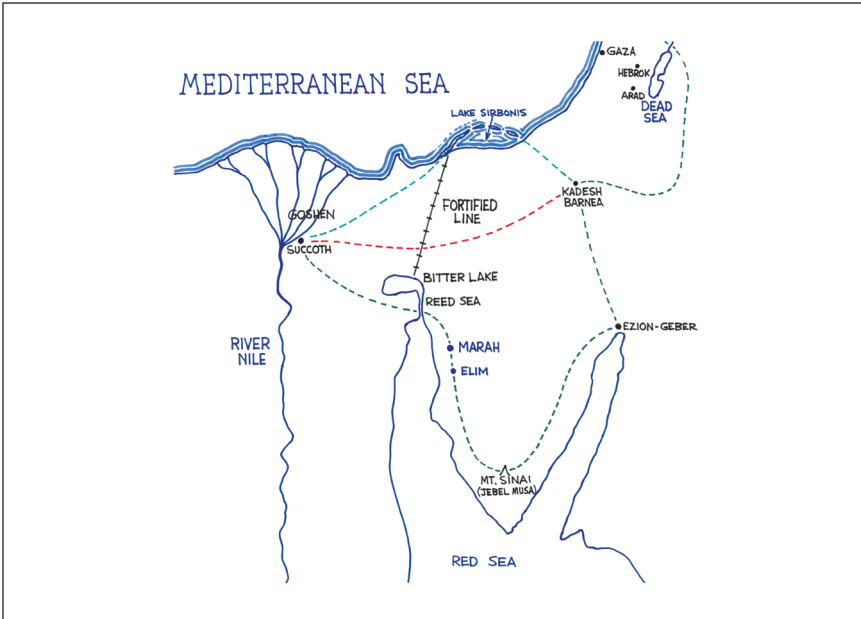 GAZA
HEBROK
ARAD
DEAD
SEA
MEDITERRANEAN SEA
LAKE SIRBONIS
KADESH
BARNEA
FORTIFIED
LINE
GOSHEN
SUCCOTH
BITTER LAKE
REED SEA
EZION-GEBER
RIVER
NILE
MARAH
ELIM
MT. SINAI
(JEBEL MUSA)
RED SEA